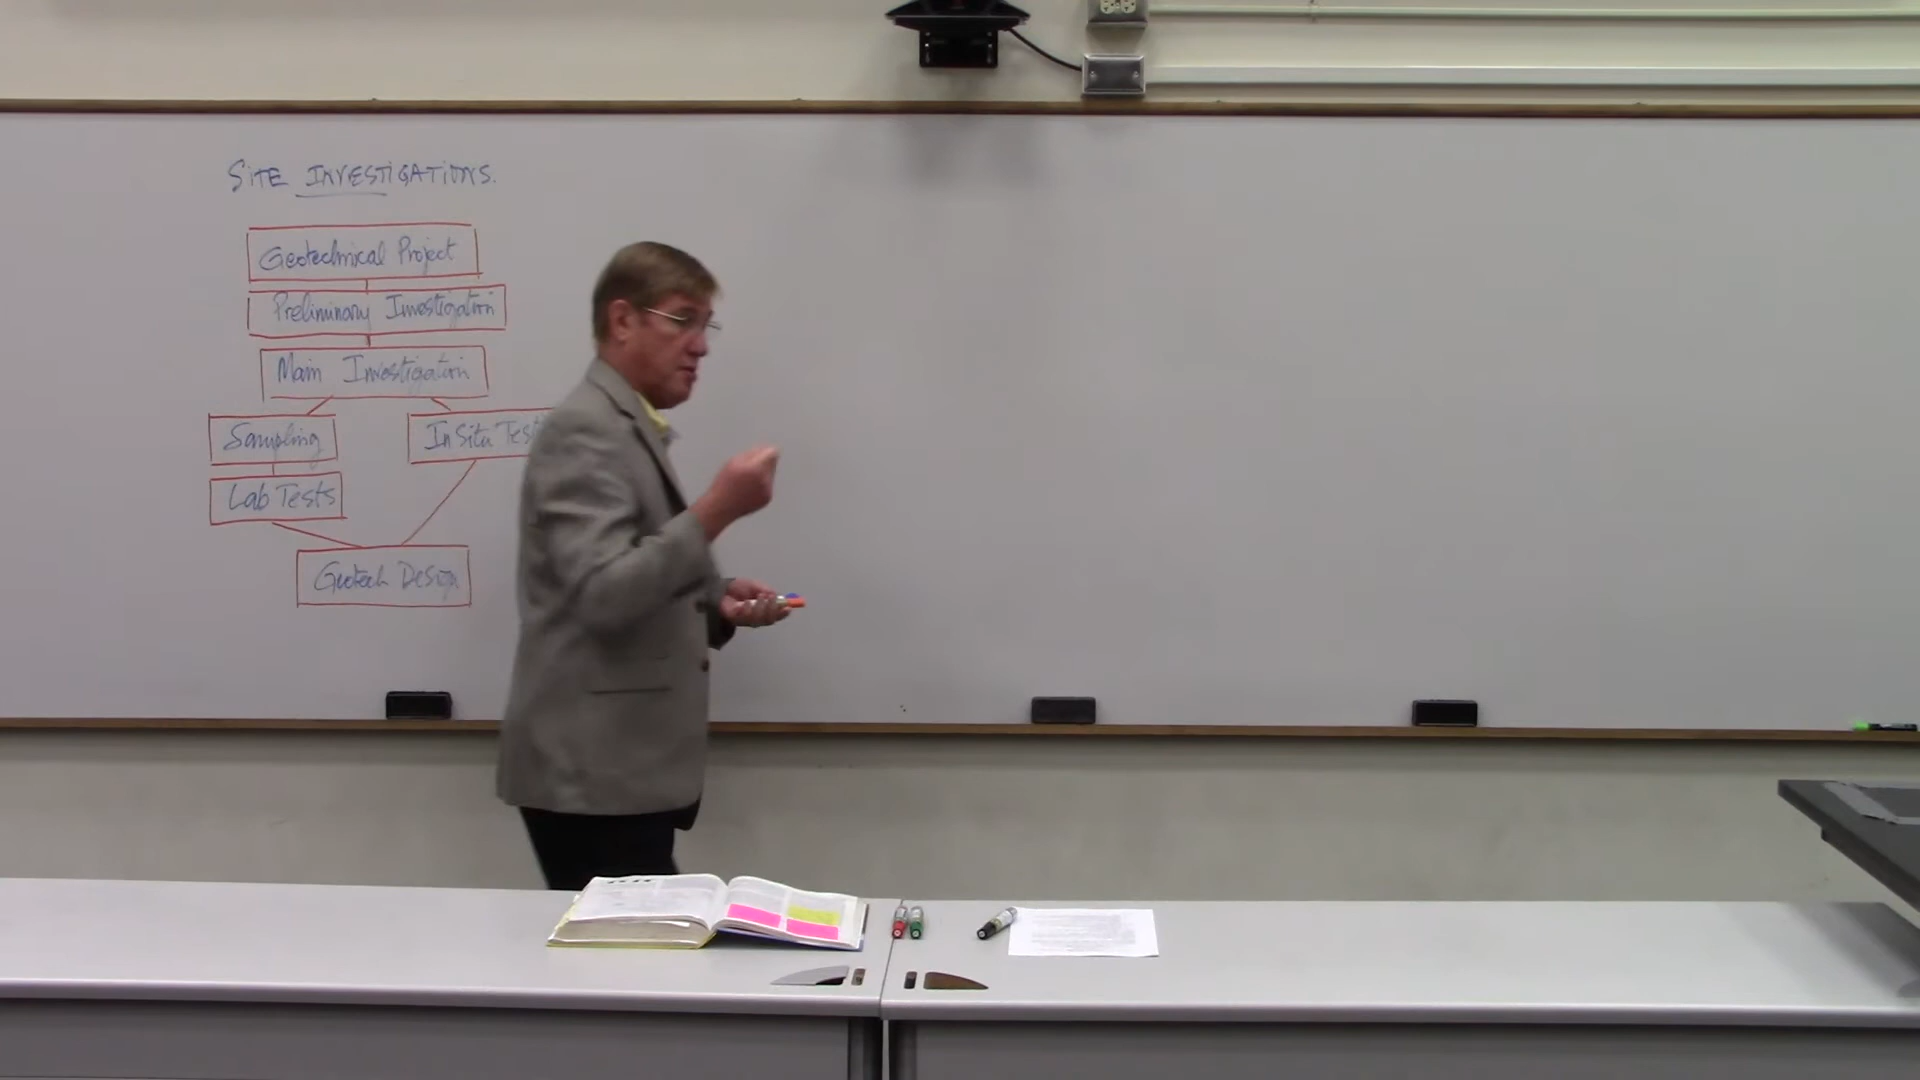 SITE INVESTIGATIONS.
Geotechnical Project
Preliminary Investigation
Main Investigation
Sampling
In Situ Test
Lab Tests
Geotech Design